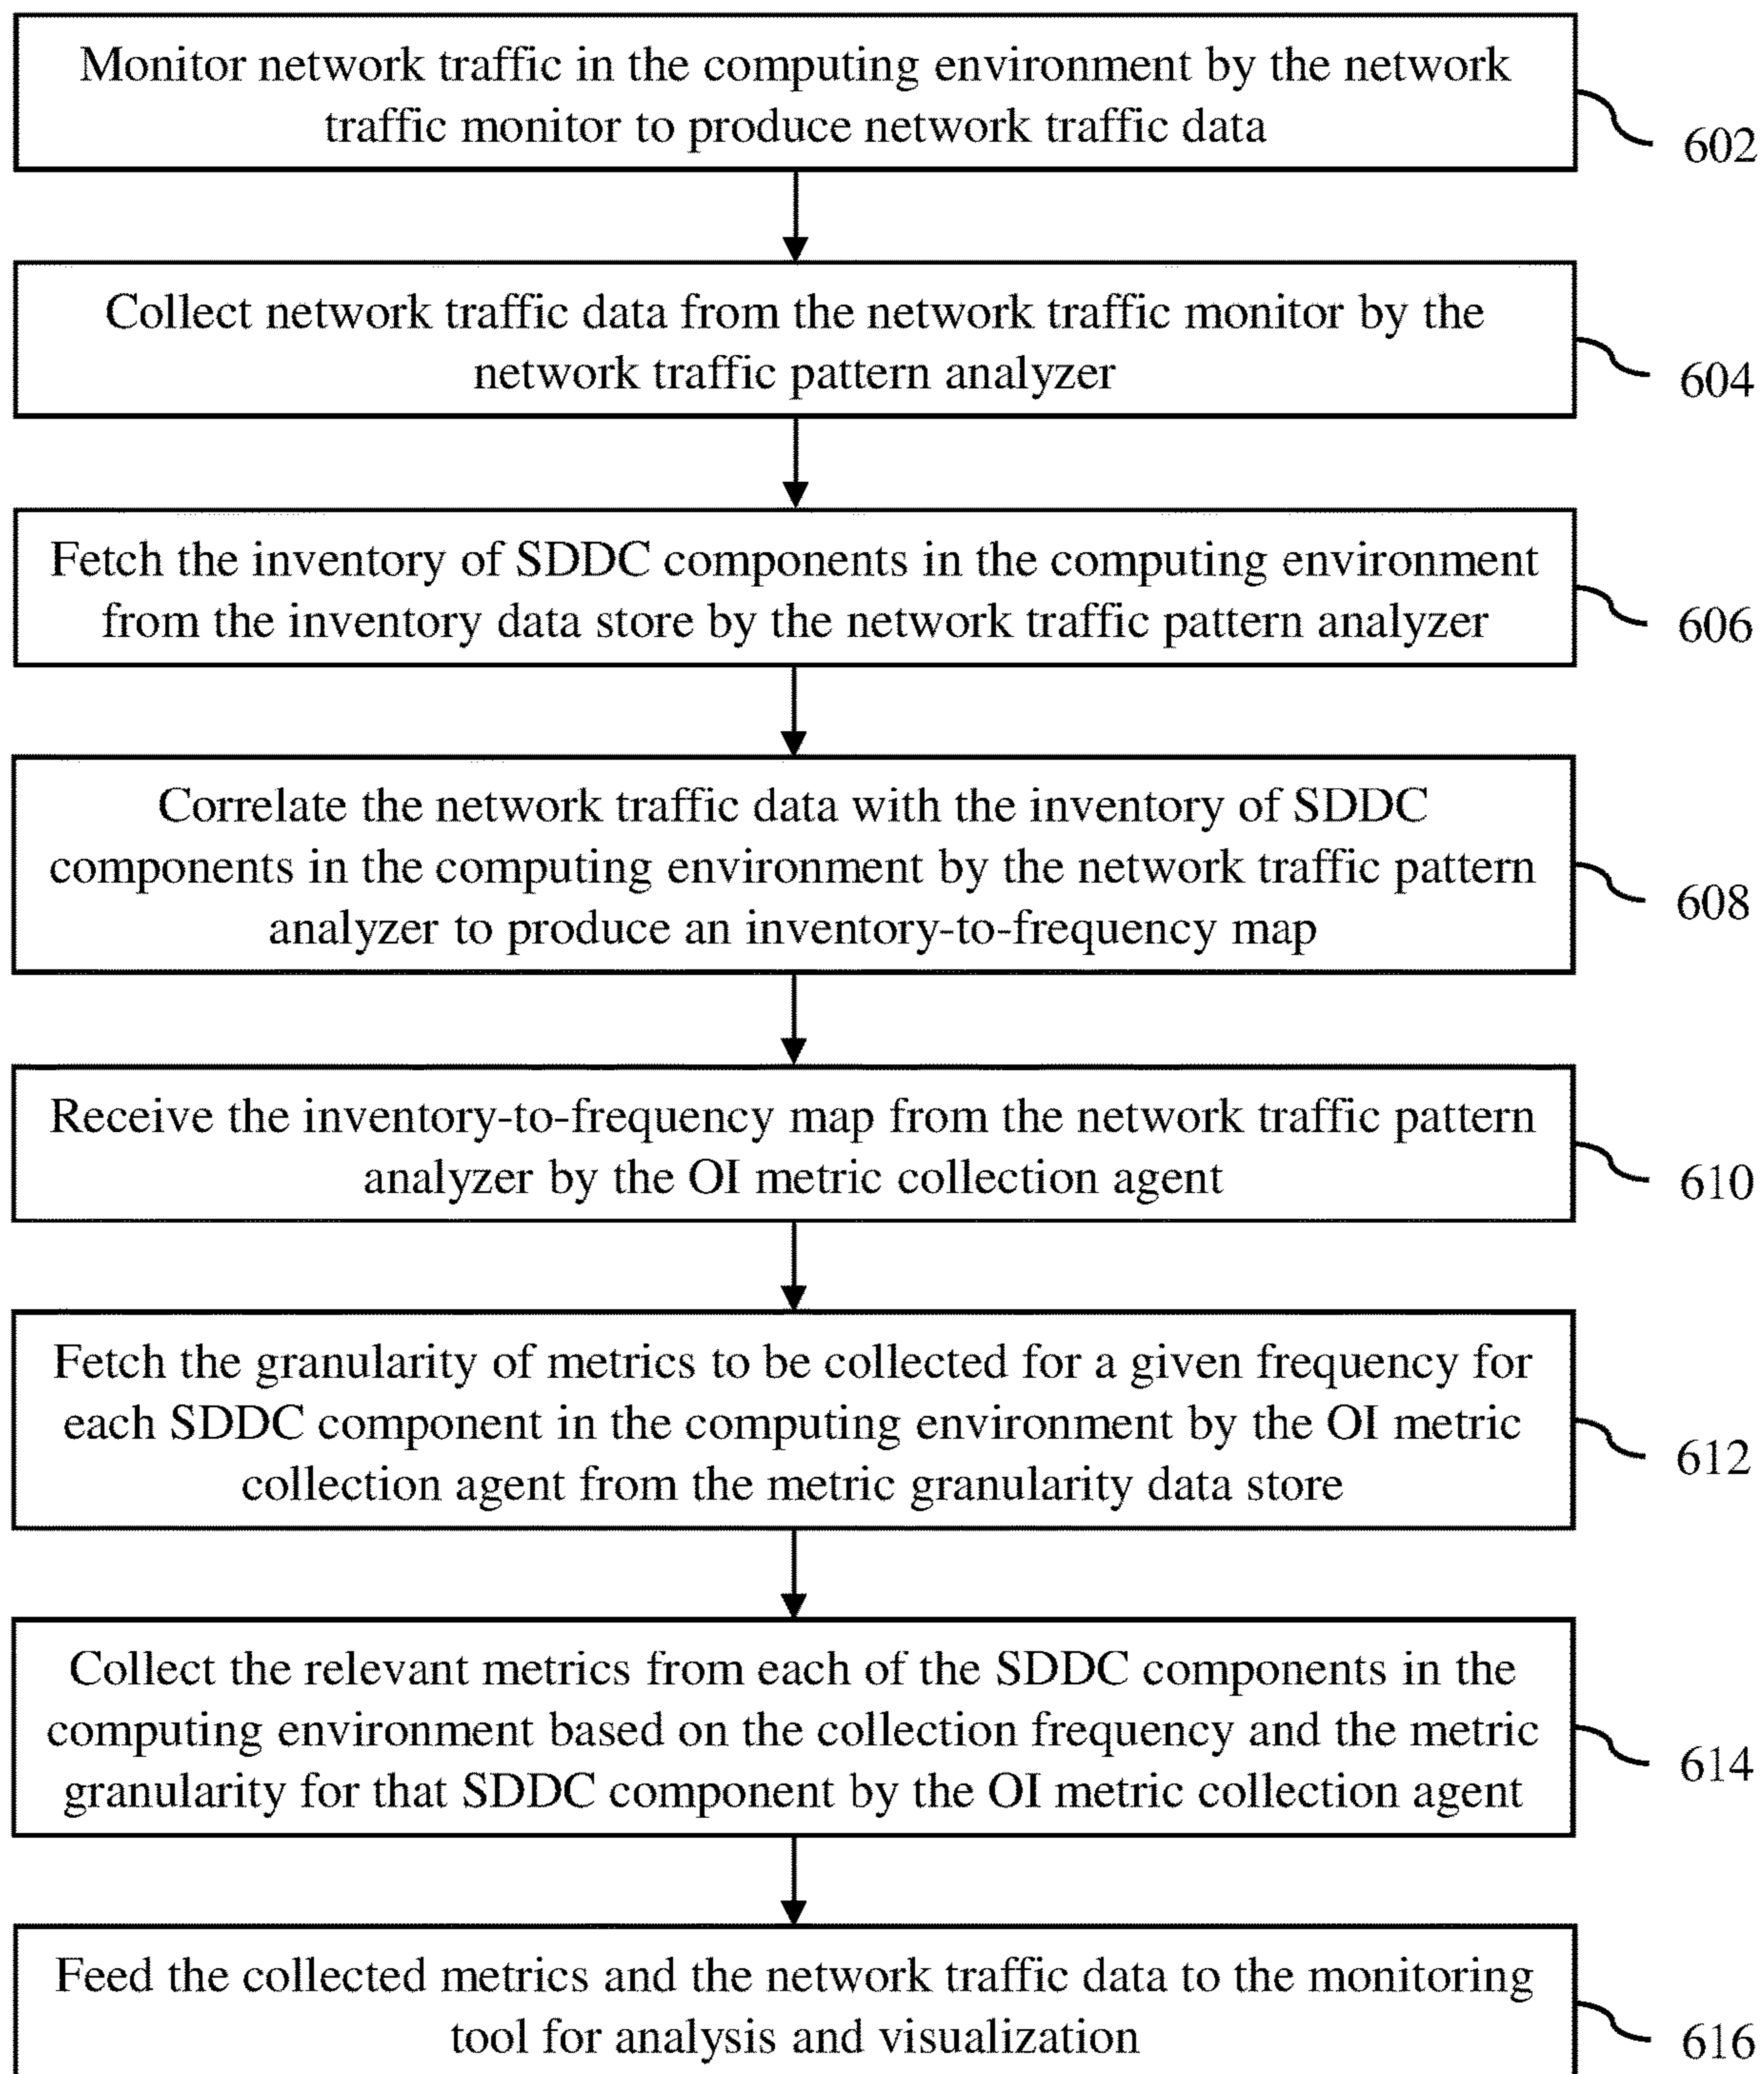 Monitor network traffic in the computing environment by the network
traffic monitor to produce network traffic data
602
Collect network traffic data from the network traffic monitor by the
network traffic pattern analyzer
604
Fetch the inventory of SDDC components in the computing environment
from the inventory data store by the network traffic pattern analyzer
606
Correlate the network traffic data with the inventory of SDDC
components in the computing environment by the network traffic pattern
analyzer to produce an inventory-to-frequency map
608
Receive the inventory-to-frequency map from the network traffic pattern
analyzer by the OI metric collection agent
610
Fetch the granularity of metrics to be collected for a given frequency for
each SDDC component in the computing environment by the OI metric
collection agent from the metric granularity data store
612
Collect the relevant metrics from each of the SDDC components in the
computing environment based on the collection frequency and the metric
granularity for that SDDC component by the OI metric collection agent
614
Feed the collected metrics and the network traffic data to the monitoring
tool for analysis and visualization
616